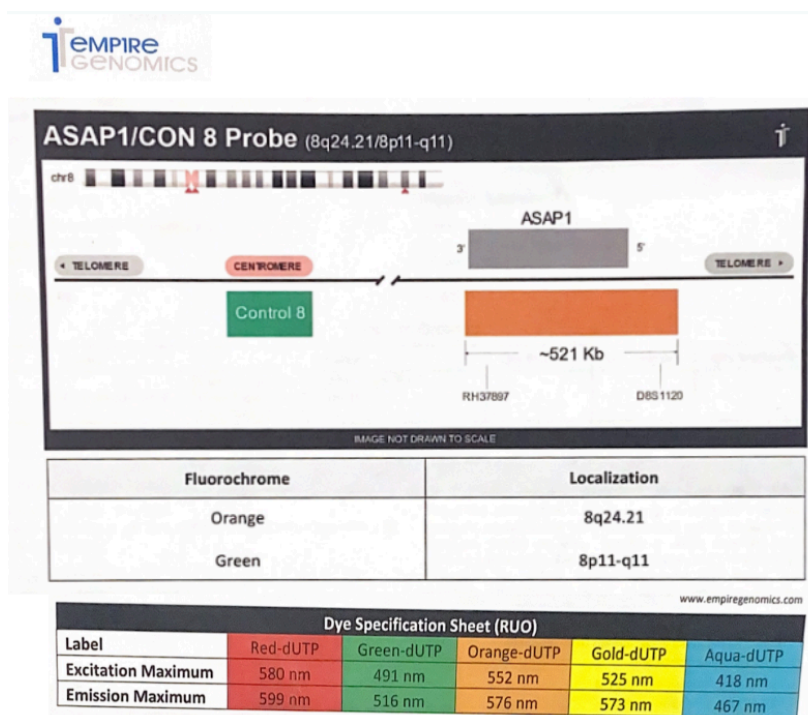 EMPIRE
GENOMICS
ASAP1/CON 8 Probe (8q24.21/8p11-q11)
chr8
ASAP1
3' 5'
TELOMERE CENTROMERE TELOMERE
Control 8
~521 Kb
RH37897 D8S1120
IMAGE NOT DRAWN TO SCALE
Fluorochrome Localization
Orange 8q24.21
Green 8p11-q11
www.empiregenomics.com
Dye Specification Sheet (RUO)
Label Red-dUTP Green-dUTP Orange-dUTP Gold-dUTP Aqua-dUTP
Excitation Maximum 580 nm 491 nm 552 nm 525 nm 418 nm
Emission Maximum 599 nm 516 nm 576 nm 573 nm 467 nm